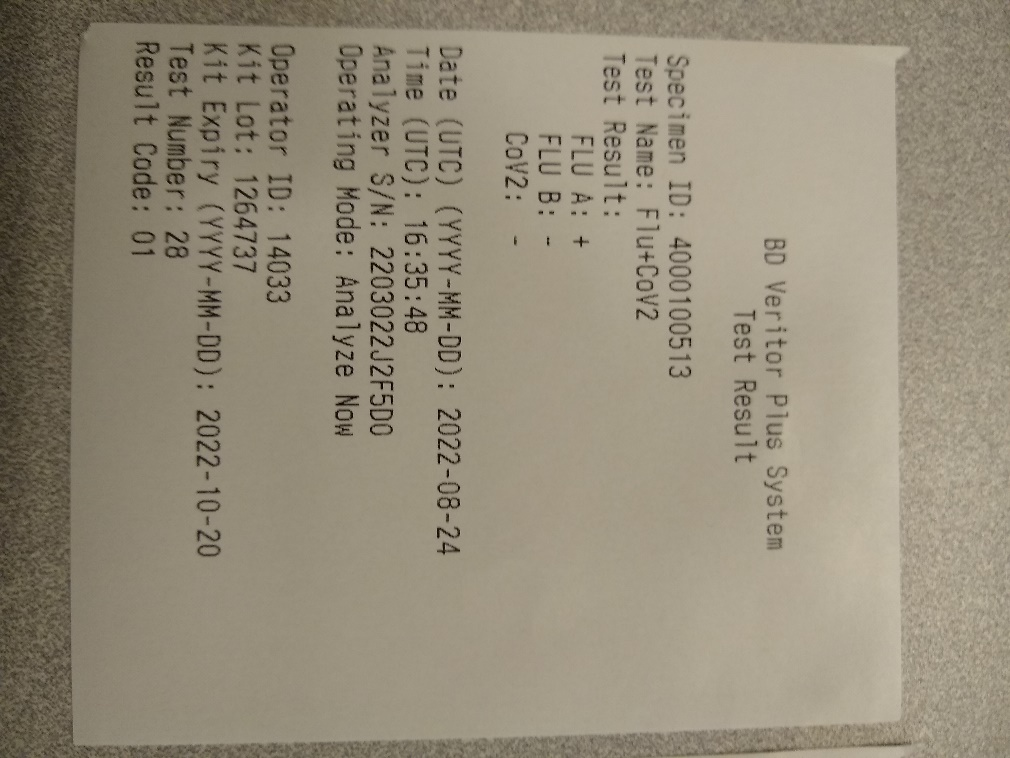 BD Veritor Plus System
Test Result
Specimen ID: 4000100513
Test Name: Flu+CoV2
Test Result:
FLU A: +
FLU B: -
CoV2: -
Date (UTC) (YYYY-MM-DD): 2022-08-24
Time (UTC): 16:35:48
Analyzer S/N: 2203022J2F5D0
Operating Mode: Analyze Now
Operator ID: 14033
Kit Lot: 1264737
Kit Expiry (YYYY-MM-DD): 2022-10-20
Test Number: 28
Result Code: 01